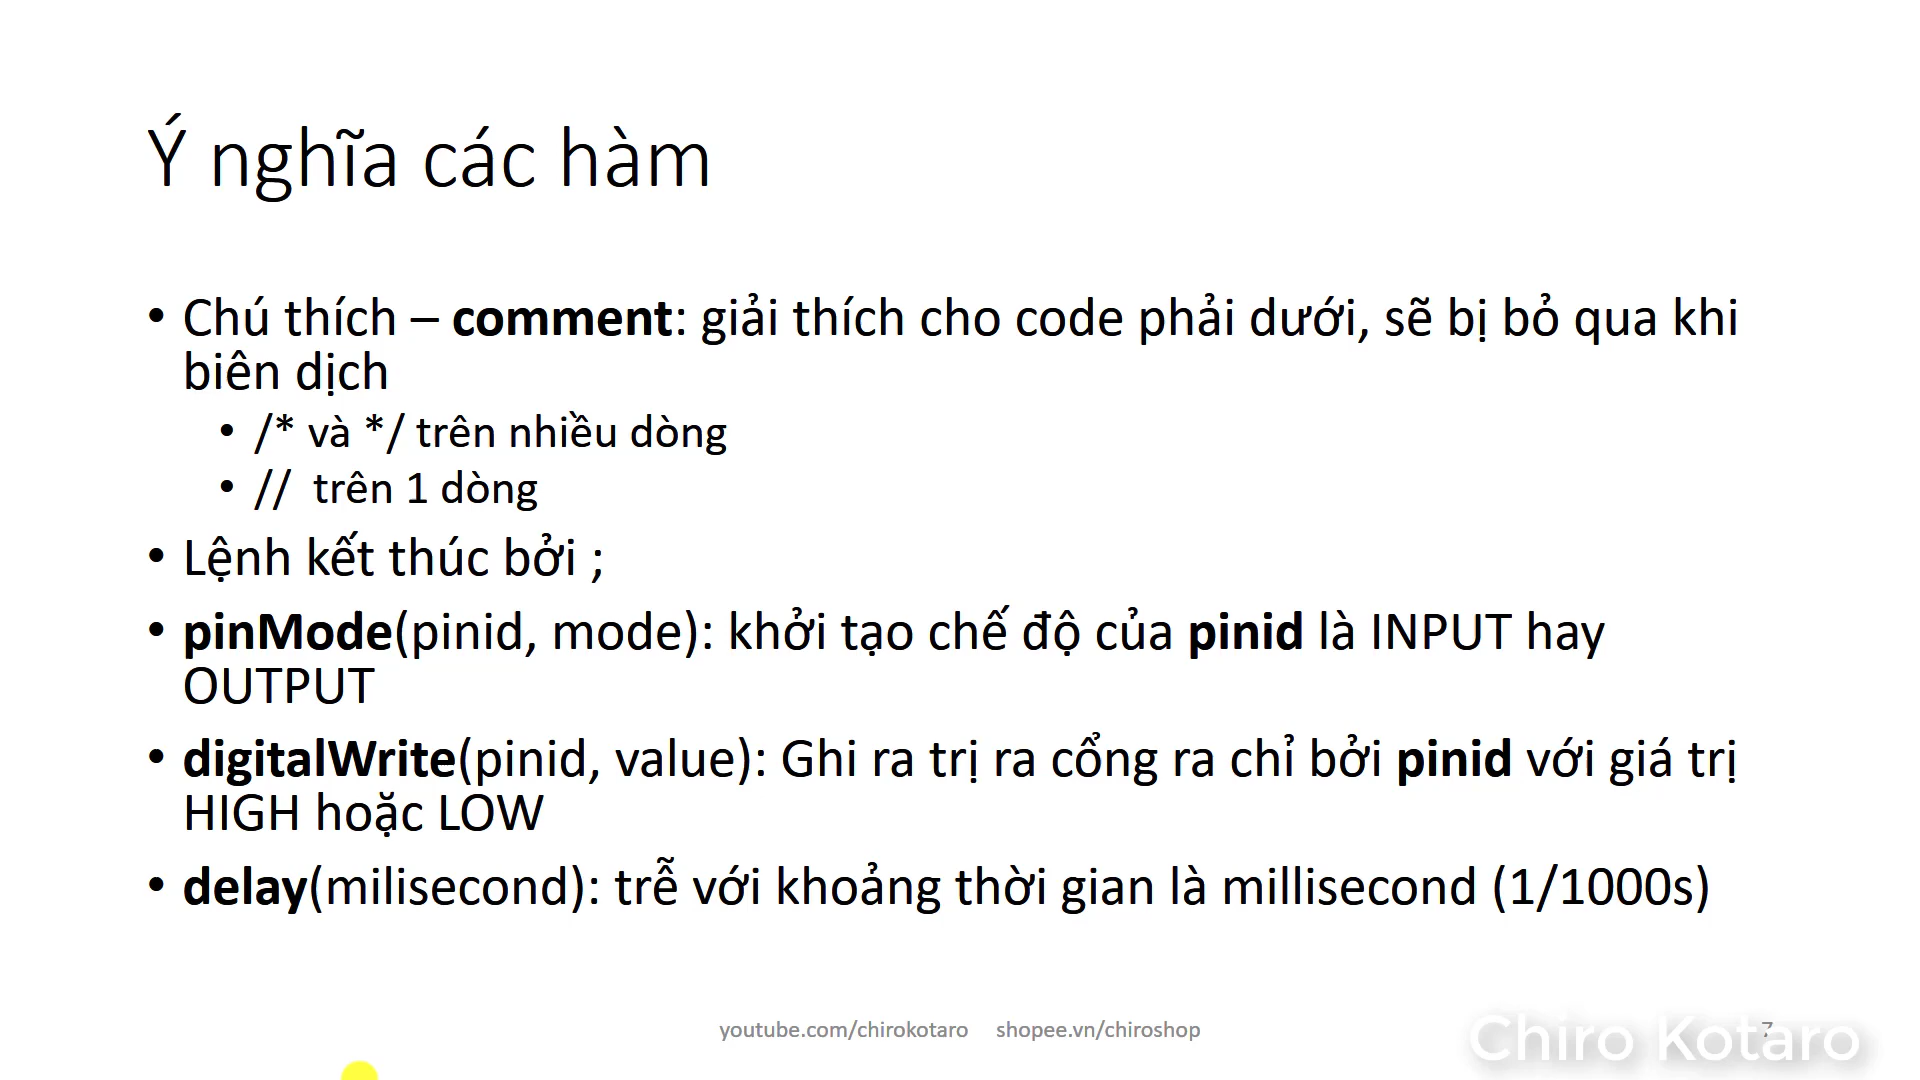 Ý nghĩa các hàm
• Chú thích – comment: giải thích cho code phải dưới, sẽ bị bỏ qua khi
biên dịch
• /* và */ trên nhiều dòng
• // trên 1 dòng
• Lệnh kết thúc bởi ;
• pinMode(pinid, mode): khởi tạo chế độ của pinid là INPUT hay
OUTPUT
• digitalWrite(pinid, value): Ghi ra trị ra cổng ra chỉ bởi pinid với giá trị
HIGH hoặc LOW
• delay(milisecond): trễ với khoảng thời gian là millisecond (1/1000s)
youtube.com/chirokotaro shopee.vn/chiroshop
7
Chiro Kotaro